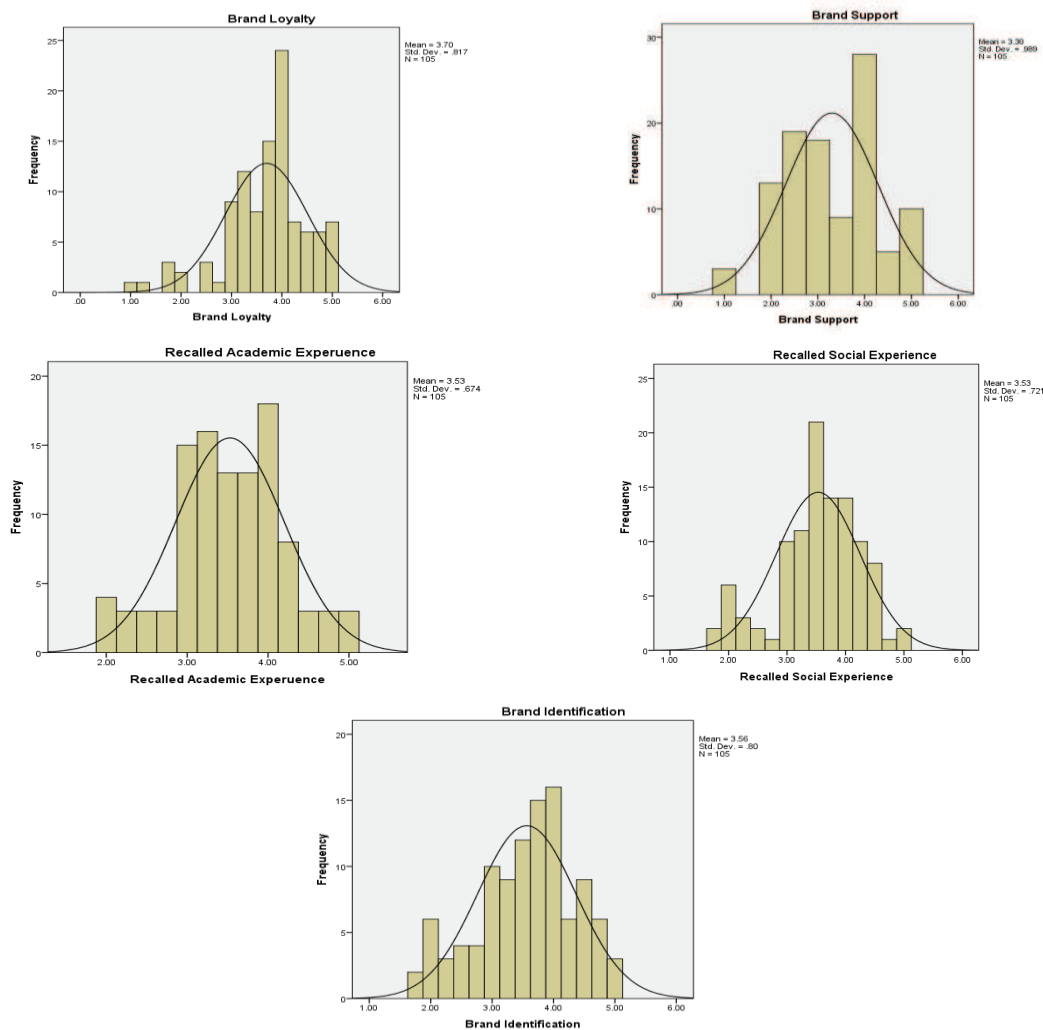 Brand Loyalty
Mean = 3.70
Std. Dev. = .817
N = 105
25
20
15
10
5
0
Frequency
.00 1.00 2.00 3.00 4.00 5.00 6.00
Brand Loyalty
Brand Support
Mean = 3.30
Std. Dev. = .989
N = 105
30
20
10
0
Frequency
.00 1.00 2.00 3.00 4.00 5.00 6.00
Brand Support
Recalled Academic Experuence
Mean = 3.53
Std. Dev. = .674
N = 105
20
15
10
5
0
Frequency
2.00 3.00 4.00 5.00
Recalled Academic Experuence
Recalled Social Experience
Mean = 3.53
Std. Dev. = .721
N = 105
25
20
15
10
5
0
Frequency
1.00 2.00 3.00 4.00 5.00 6.00
Recalled Social Experience
Brand Identification
Mean = 3.56
Std. Dev. = .80
N = 105
20
15
10
5
0
Frequency
1.00 2.00 3.00 4.00 5.00 6.00
Brand Identification